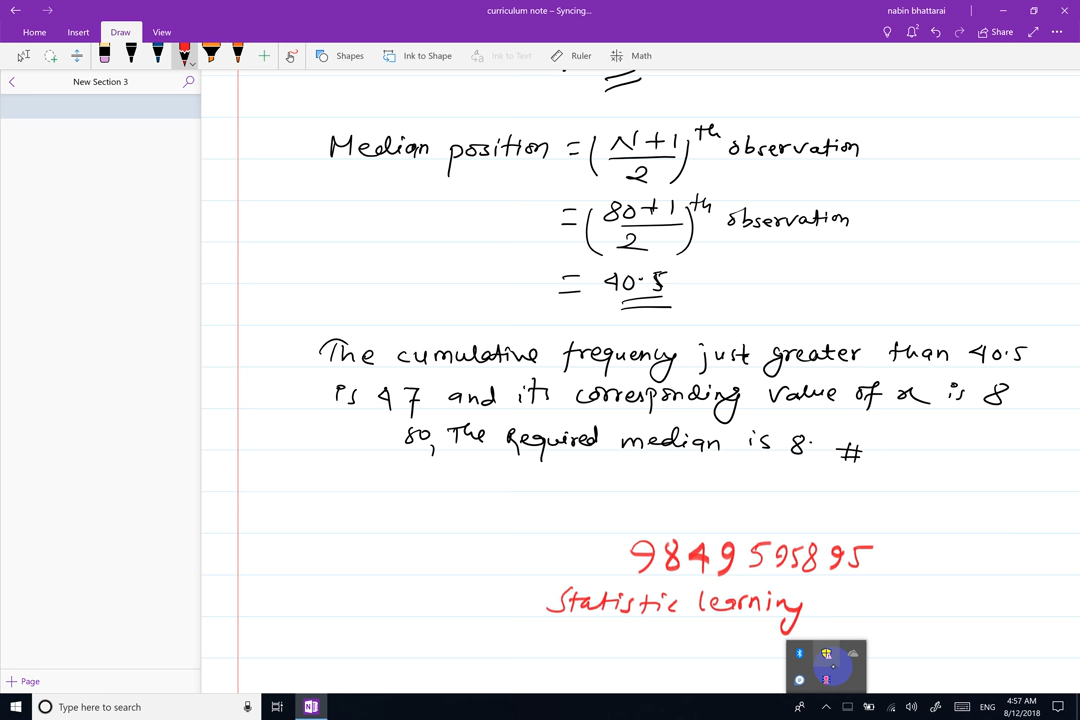 curriculum note – Syncing...
nabin bhattarai
Home Insert Draw View
Share
Shapes Ink to Shape Ink to Text Ruler Math
New Section 3
Median position = (N+1/2)th observation
= (80+1/2)th observation
= 40.5
The cumulative frequency just greater than 40.5
is 47 and its corresponding value of x is 8
so, The Required median is 8. #
9849595895
Statistic learning
+ Page
Type here to search
ENG
4:57 AM
8/12/2018